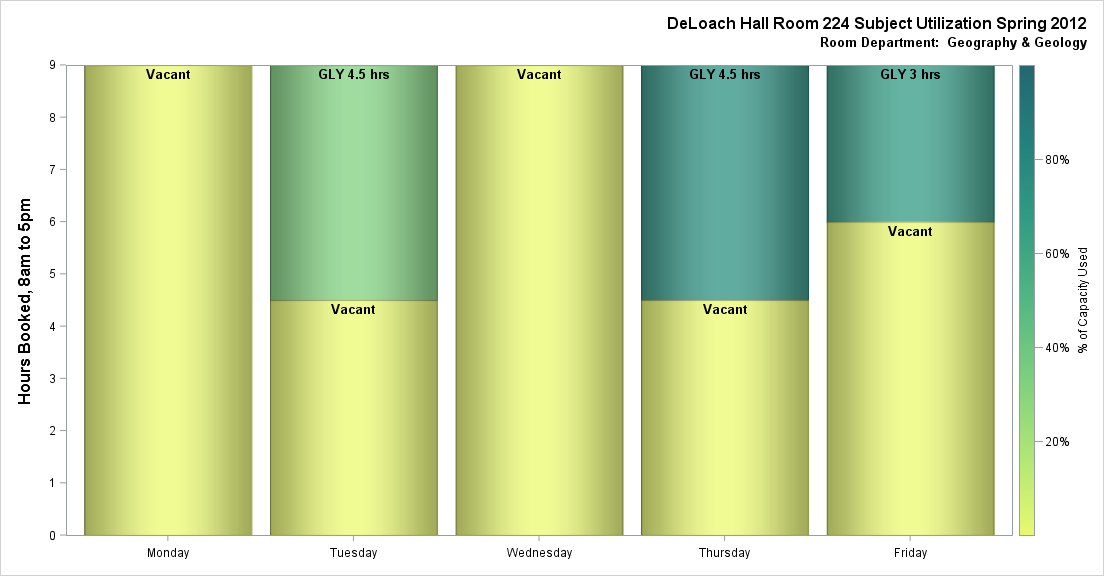 DeLoach Hall Room 224 Subject Utilization Spring 2012
Room Department:  Geography & Geology
Hours Booked, 8am to 5pm
9
8
7
6
5
4
3
2
1
0
Vacant
GLY 4.5 hrs
Vacant
GLY 4.5 hrs
GLY 3 hrs
Vacant
Vacant
Vacant
Monday
Tuesday
Wednesday
Thursday
Friday
80%
60%
40%
20%
% of Capacity Used